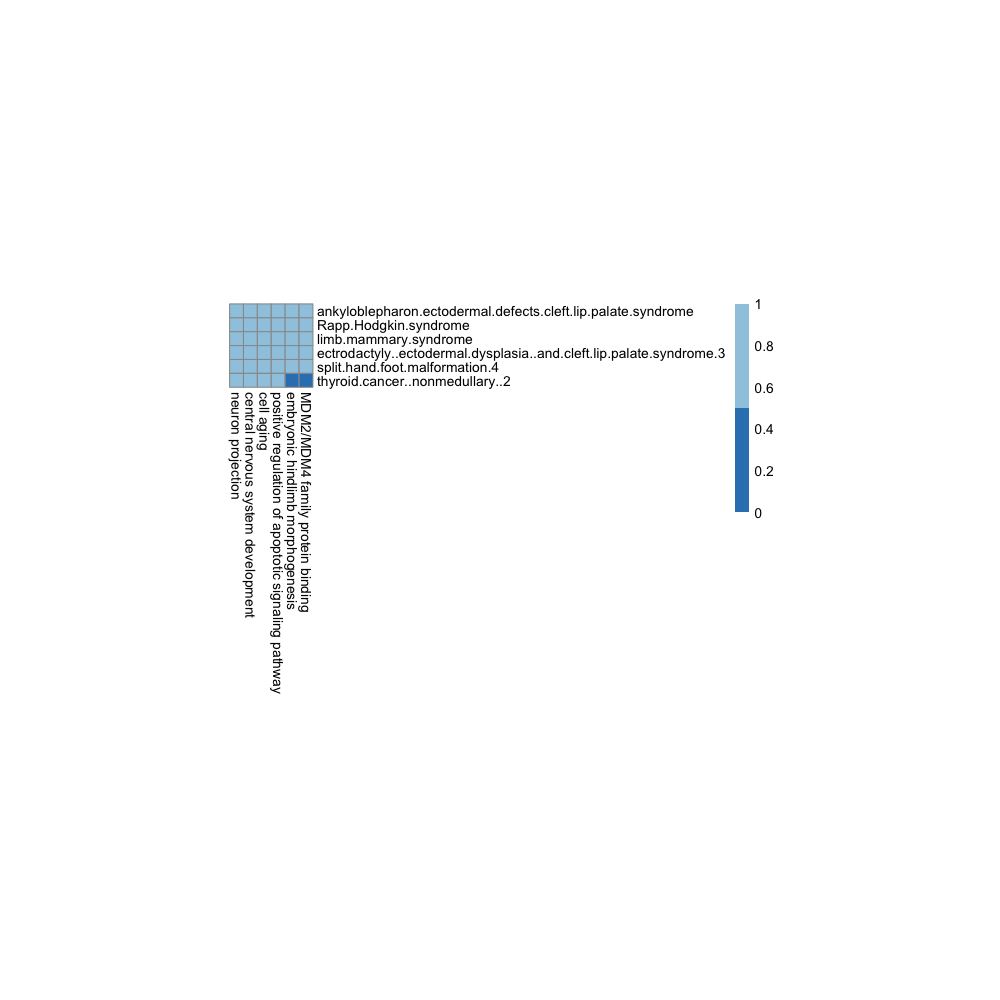 ankyloblepharon.ectodermal.defects.cleft.lip.palate.syndrome
Rapp.Hodgkin.syndrome
limb.mammary.syndrome
ectrodactyly..ectodermal.dysplasia..and.cleft.lip.palate.syndrome.3
split.hand.foot.malformation.4
thyroid.cancer..nonmedullary..2
neuron projection
central nervous system development
cell aging
positive regulation of apoptotic signaling pathway
embryonic hindlimb morphogenesis
MDM2/MDM4 family protein binding
1
0.8
0.6
0.4
0.2
0